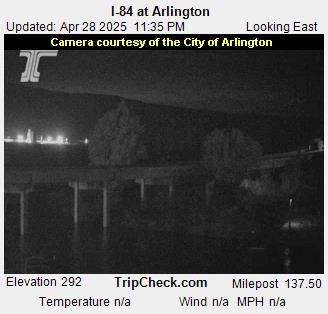 I-84 at Arlington
Updated: Apr 28 2025 11:35 PM Looking East
Camera courtesy of the City of Arlington
Elevation 292 TripCheck.com Milepost 137.50
Temperature n/a Wind n/a MPH n/a